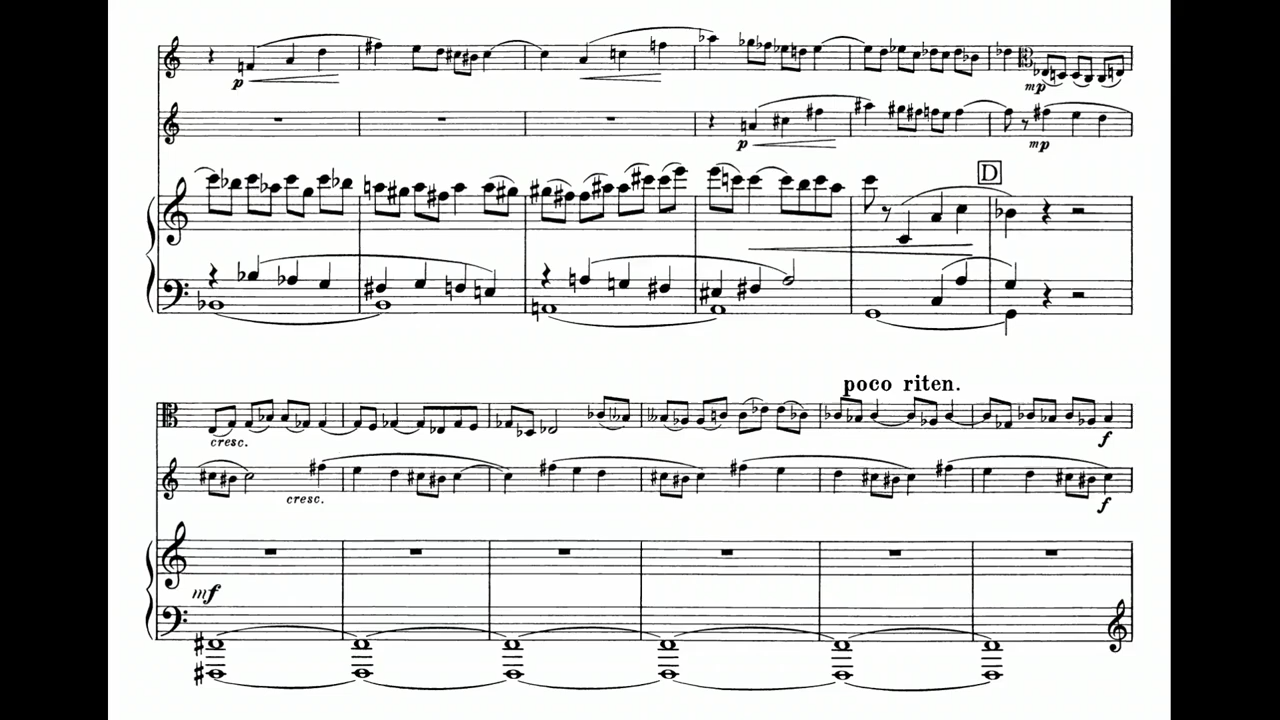 p
mp
p
mp
D
poco riten.
cresc.
f
cresc.
f
mf